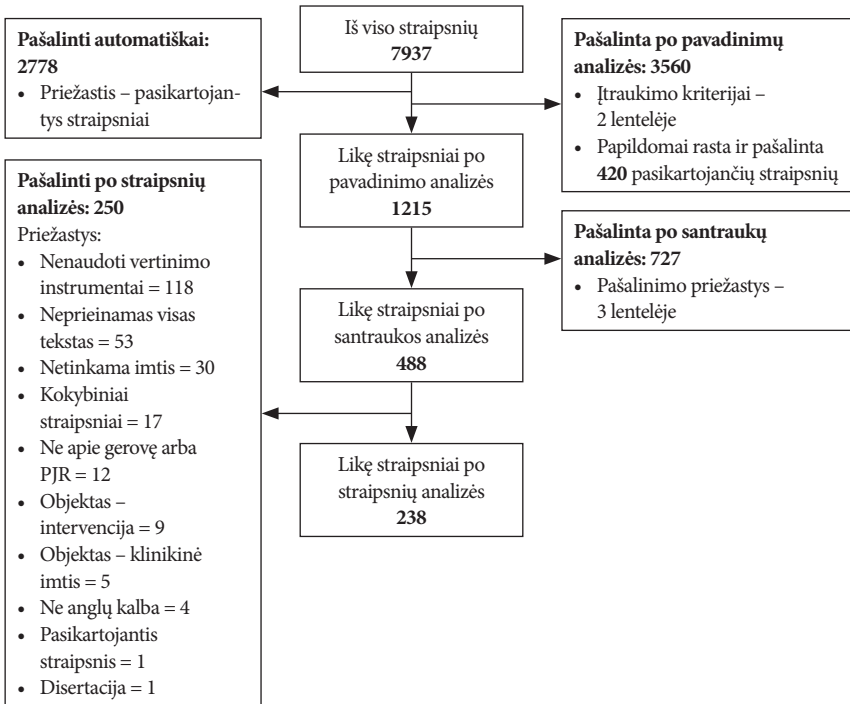 Iš viso straipsnių
7937
Pašalinti automatiškai:
2778
• Priežastis – pasikartojan-
tys straipsniai
Pašalinta po pavadinimų
analizės: 3560
• Įtraukimo kriterijai –
2 lentelėje
• Papildomai rasta ir pašalinta
420 pasikartojančių straipsnių
Likę straipsniai po
pavadinimo analizės
1215
Pašalinta po santraukų
analizės: 727
• Pašalinimo priežastys –
3 lentelėje
Likę straipsniai po
santraukos analizės
488
Pašalinti po straipsnių
analizės: 250
Priežastys:
• Nenaudoti vertinimo
instrumentai = 118
• Neprieinamas visas
tekstas = 53
• Netinkama imtis = 30
• Kokybiniai
straipsniai = 17
• Ne apie gerovę arba
PJR = 12
• Objektas –
intervencija = 9
• Objektas – klinikinė
imtis = 5
• Ne anglų kalba = 4
• Pasikartojantis
straipsnis = 1
• Disertacija = 1
Likę straipsniai po
straipsnių analizės
238